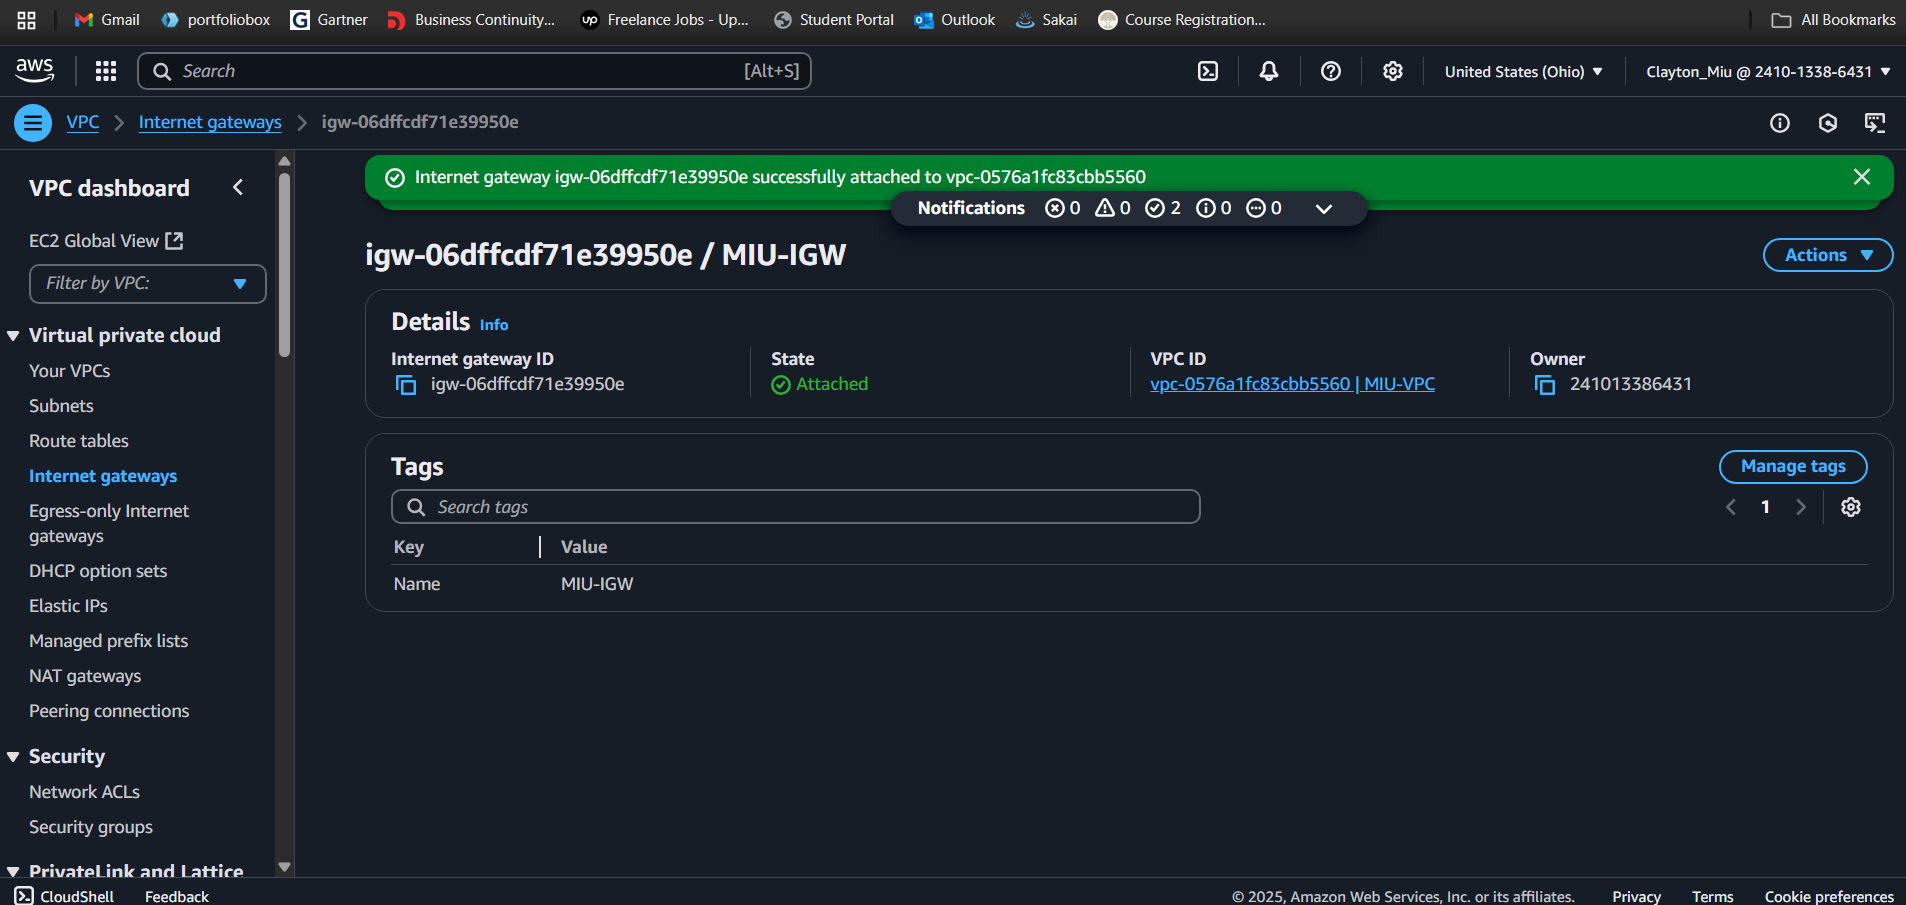 Gmail
portfoliobox
Gartner
Business Continuity...
Freelance Jobs - Up...
Student Portal
Outlook
Sakai
Course Registration...
All Bookmarks
aws
Search
[Alt+S]
United States (Ohio)
Clayton_Miu @ 2410-1338-6431
VPC
Internet gateways
igw-06dffcdf71e39950e
VPC dashboard
EC2 Global View
Filter by VPC:
Virtual private cloud
Your VPCs
Subnets
Route tables
Internet gateways
Egress-only Internet
gateways
DHCP option sets
Elastic IPs
Managed prefix lists
NAT gateways
Peering connections
Security
Network ACLs
Security groups
PrivateLink and Lattice
Internet gateway igw-06dffcdf71e39950e successfully attached to vpc-0576a1fc83cbb5560
Notifications 0 0 2 0 0
igw-06dffcdf71e39950e / MIU-IGW
Actions
Details Info
Internet gateway ID
igw-06dffcdf71e39950e
State
Attached
VPC ID
vpc-0576a1fc83cbb5560 | MIU-VPC
Owner
241013386431
Tags
Manage tags
Search tags
1
Key Value
Name MIU-IGW
CloudShell
Feedback
© 2025, Amazon Web Services, Inc. or its affiliates.
Privacy
Terms
Cookie preferences